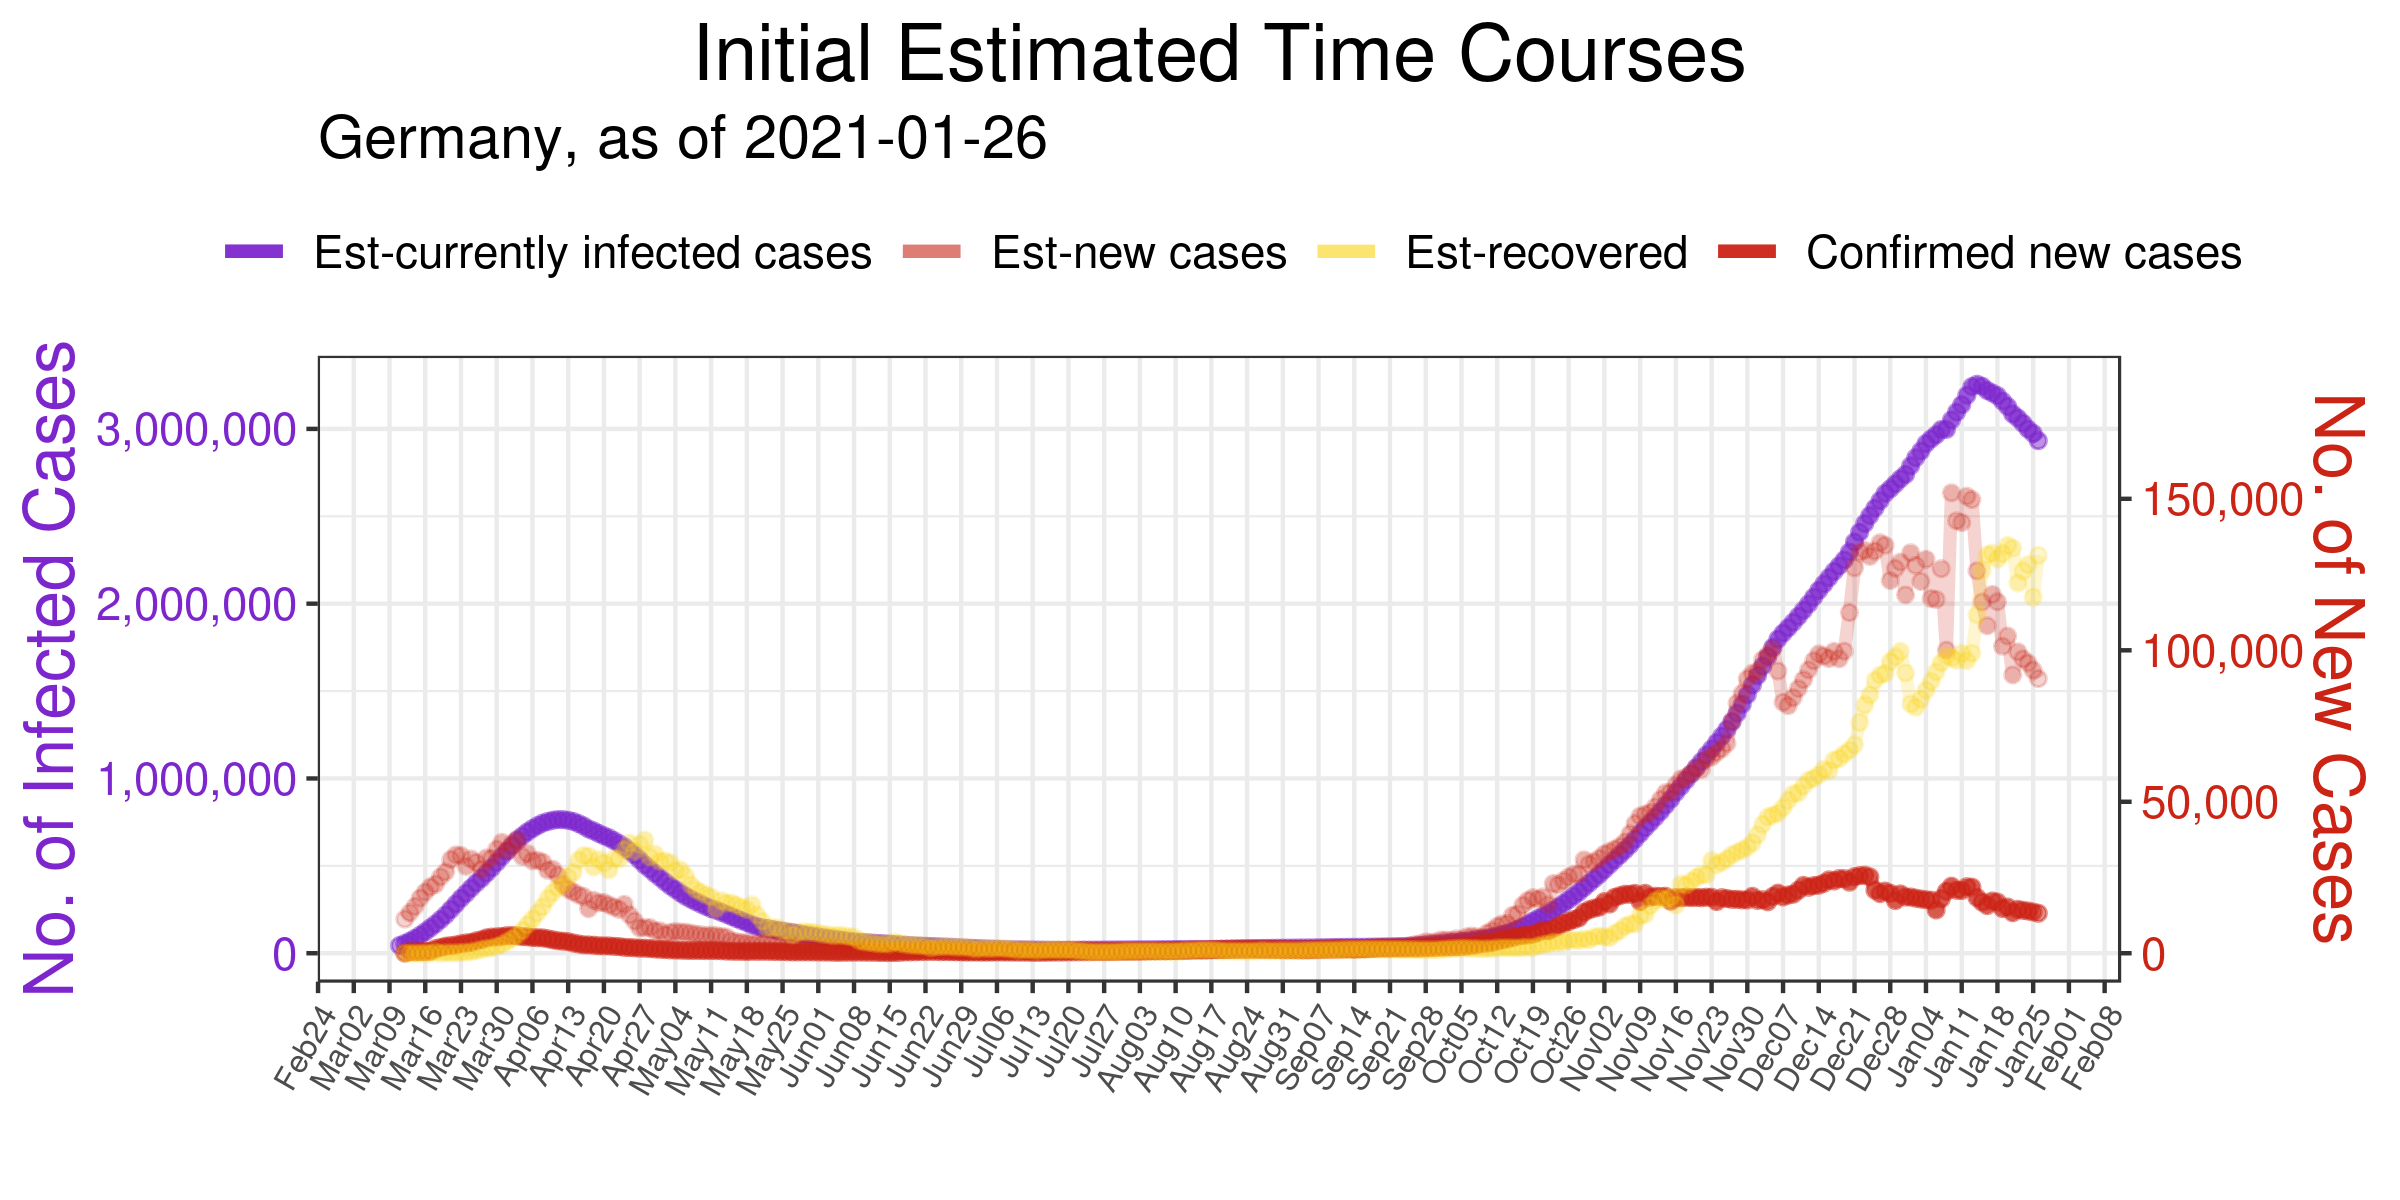 Initial Estimated Time Courses
Germany, as of 2021-01-26
Est-currently infected cases
Est-new cases
Est-recovered
Confirmed new cases
No. of Infected Cases
3,000,000
2,000,000
1,000,000
0
150,000
100,000
50,000
0
No. of New Cases
Feb24
Mar02
Mar09
Mar16
Mar23
Mar30
Apr06
Apr13
Apr20
Apr27
May04
May11
May18
May25
Jun01
Jun08
Jun15
Jun22
Jun29
Jul06
Jul13
Jul20
Jul27
Aug03
Aug10
Aug17
Aug24
Aug31
Sep07
Sep14
Sep21
Sep28
Oct05
Oct12
Oct19
Oct26
Nov02
Nov09
Nov16
Nov23
Nov30
Dec07
Dec14
Dec21
Dec28
Jan04
Jan11
Jan18
Jan25
Feb01
Feb08